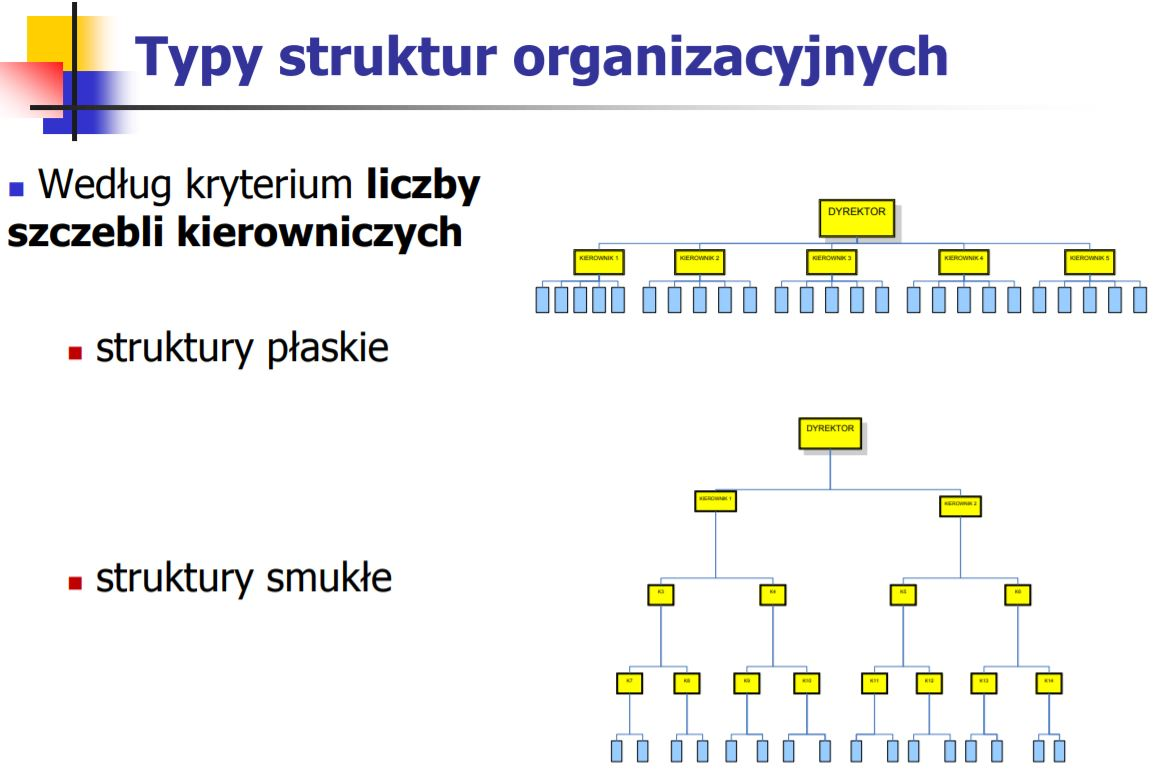 Typy struktur organizacyjnych
Według kryterium liczby
szczebli kierowniczych
struktury płaskie
struktury smukłe
DYREKTOR
KIEROWNIK 1
KIEROWNIK 2
KIEROWNIK 3
KIEROWNIK 4
KIEROWNIK 5
DYREKTOR
KIEROWNIK 1
KIEROWNIK 2
K3
K4
K5
K6
K7
K8
K9
K10
K11
K12
K13
K14